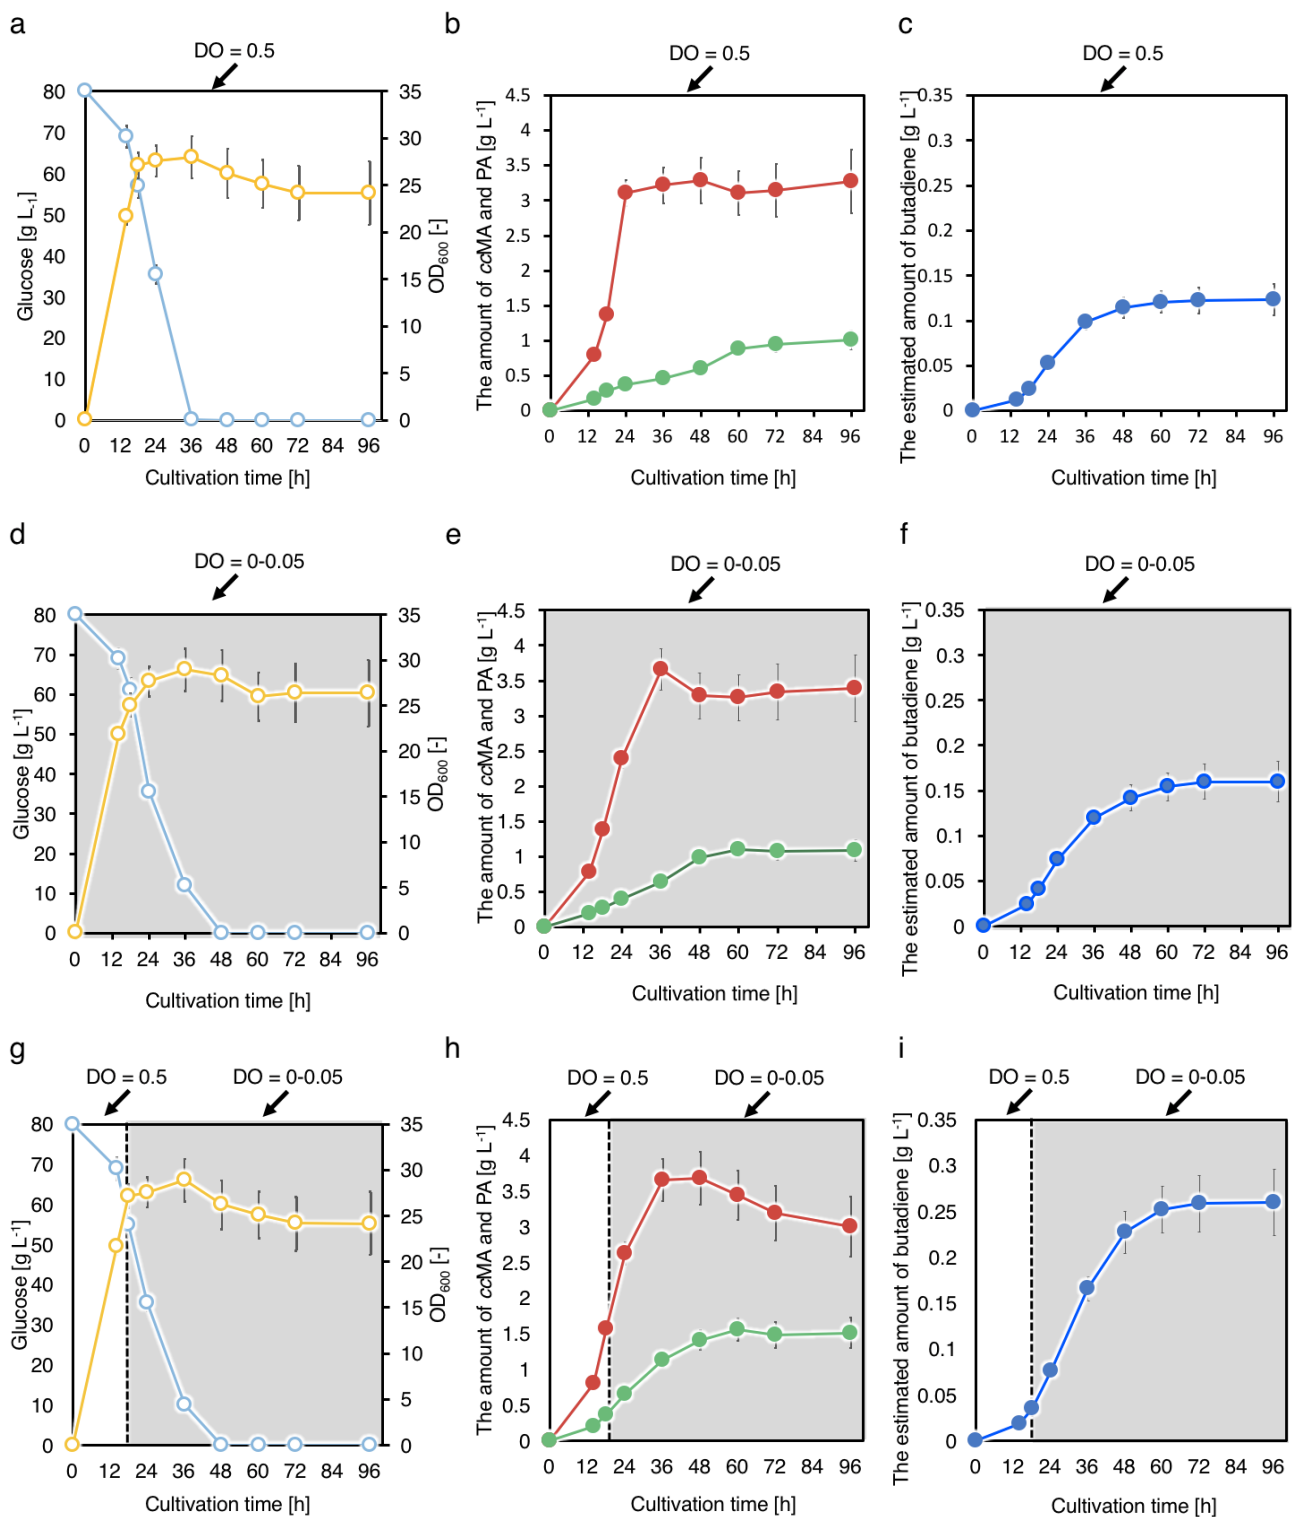 a
DO = 0.5
80
70
60
50
40
30
20
10
0
Glucose [g L-1]
35
30
25
20
15
10
5
0
OD600 [-]
0 12 24 36 48 60 72 84 96
Cultivation time [h]
b
DO = 0.5
4.5
4
3.5
3
2.5
2
1.5
1
0.5
0
The amount of ccMA and PA [g L-1]
0 12 24 36 48 60 72 84 96
Cultivation time [h]
c
DO = 0.5
0.35
0.3
0.25
0.2
0.15
0.1
0.05
0
The estimated amount of butadiene [g L-1]
0 12 24 36 48 60 72 84 96
Cultivation time [h]
d
DO = 0-0.05
80
70
60
50
40
30
20
10
0
Glucose [g L-1]
35
30
25
20
15
10
5
0
OD600 [-]
0 12 24 36 48 60 72 84 96
Cultivation time [h]
e
DO = 0-0.05
4.5
4
3.5
3
2.5
2
1.5
1
0.5
0
The amount of ccMA and PA [g L-1]
0 12 24 36 48 60 72 84 96
Cultivation time [h]
f
DO = 0-0.05
0.35
0.3
0.25
0.2
0.15
0.1
0.05
0
The estimated amount of butadiene [g L-1]
0 12 24 36 48 60 72 84 96
Cultivation time [h]
g
DO = 0.5
DO = 0-0.05
80
70
60
50
40
30
20
10
0
Glucose [g L-1]
35
30
25
20
15
10
5
0
OD600 [-]
0 12 24 36 48 60 72 84 96
Cultivation time [h]
h
DO = 0.5
DO = 0-0.05
4.5
4
3.5
3
2.5
2
1.5
1
0.5
0
The amount of ccMA and PA [g L-1]
0 12 24 36 48 60 72 84 96
Cultivation time [h]
i
DO = 0.5
DO = 0-0.05
0.35
0.3
0.25
0.2
0.15
0.1
0.05
0
The estimated amount of butadiene [g L-1]
0 12 24 36 48 60 72 84 96
Cultivation time [h]